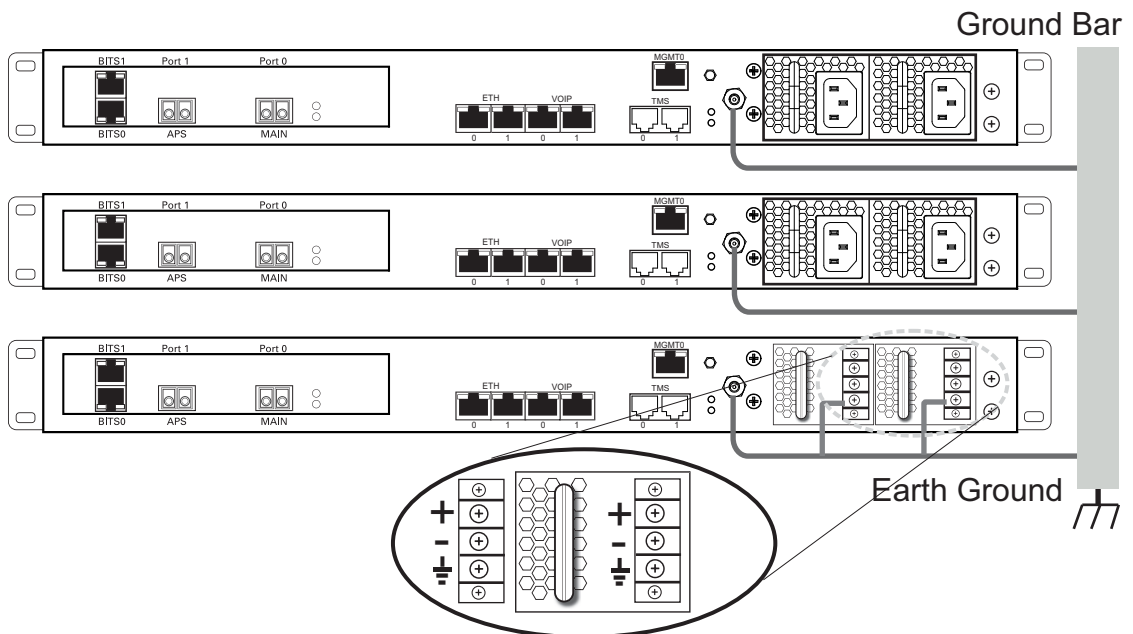 Ground Bar
BITS1 Port 1 Port 0 MGMT0
ETH VOIP TMS
BITS0 APS MAIN 0 1 0 1 0 1
BITS1 Port 1 Port 0 MGMT0
ETH VOIP TMS
BITS0 APS MAIN 0 1 0 1 0 1
BITS1 Port 1 Port 0 MGMT0
ETH VOIP TMS
BITS0 APS MAIN 0 1 0 1 0 1
Earth Ground
+ +
- -